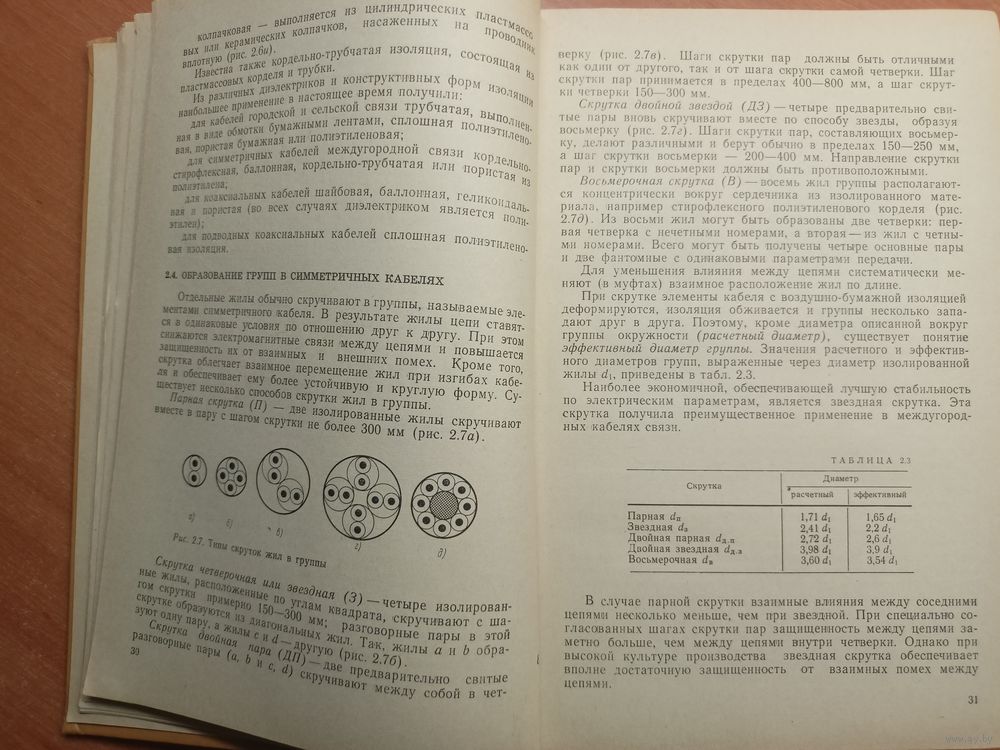 колпачковая — выполняется из цилиндрических пластмассо
вых или керамических колпачков, насаженных на проводник
вплотную (рис. 2.6и).
Известна также кордельно-трубчатая изоляция, состоящая из
пластмассовых корделя и трубки.
Из различных диэлектриков и конструктивных форм изоляции
наибольшее применение в настоящее время получили:
для кабелей городской и сельской связи трубчатая, выполнен-
ная в виде обмотки бумажными лентами, сплошная полиэтилено-
вая, пористая бумажная или полиэтиленовая;
для симметричных кабелей междугородной связи кордельно-
стирофлексная, баллонная, кордельно-трубчатая или пористая из
полиэтилена;
для коаксиальных кабелей шайбовая, баллонная, геликоидаль-
ная и пористая (во всех случаях диэлектриком является поли-
этилен);
для подводных коаксиальных кабелей сплошная полиэтилено-
вая изоляция.
2.4. ОБРАЗОВАНИЕ ГРУПП В СИММЕТРИЧНЫХ КАБЕЛЯХ
Отдельные жилы обычно скручивают в группы, называемые эле-
ментами симметричного кабеля. В результате жилы цепи ставят-
ся в одинаковые условия по отношению друг к другу. При этом
снижаются электромагнитные связи между цепями и повышается
защищенность их от взаимных и внешних помех. Кроме того,
скрутка облегчает взаимное перемещение жил при изгибах кабе-
ля и обеспечивает ему более устойчивую и круглую форму. Су-
ществует несколько способов скрутки жил в группы.
Парная скрутка (П) — две изолированные жилы скручивают
вместе в пару с шагом скрутки не более 300 мм (рис. 2.7а).
а) б) в) г) д)
Рис. 2.7. Типы скруток жил в группы
Скрутка четверочная или звездная (З) — четыре изолирован-
ные жилы, расположенные по углам квадрата, скручивают с ша-
гом скрутки примерно 150—300 мм; разговорные пары в этой
скрутке образуются из диагональных жил. Так, жилы a и b обра-
зуют одну пару, а жилы c и d — другую (рис. 2.7б).
Скрутка двойная пара (ДП) — две предварительно свитые
разговорные пары (a, b и c, d) скручивают между собой в чет-
30
верку (рис. 2.7в). Шаги скрутки пар должны быть отличными
как один от другого, так и от шага скрутки самой четверки. Шаг
скрутки пар принимается в пределах 400—800 мм, а шаг скрут-
ки четверки 150—300 мм.
Скрутка двойной звездой (ДЗ) — четыре предварительно сви-
тые пары вновь скручивают вместе по способу звезды, образуя
восьмерку (рис. 2.7г). Шаги скрутки пар, составляющих восьмер-
ку, делают различными и берут обычно в пределах 150—250 мм,
а шаг скрутки восьмерки — 200—400 мм. Направление скрутки
пар и скрутки восьмерки должны быть противоположными.
Восьмерочная скрутка (В) — восемь жил группы располагают-
ся концентрически вокруг сердечника из изолированного мате-
риала, например стирофлексного полиэтиленового корделя (рис.
2.7д). Из восьми жил могут быть образованы две четверки: пер-
вая четверка с нечетными номерами, а вторая — из жил с четны-
ми номерами. Всего могут быть получены четыре основные пары
и две фантомные с одинаковыми параметрами передачи.
Для уменьшения влияния между цепями систематически ме-
няют (в муфтах) взаимное расположение жил по длине.
При скрутке элементы кабеля с воздушно-бумажной изоляцией
деформируются, изоляция обживается и группы несколько запа-
дают друг в друга. Поэтому, кроме диаметра описанной вокруг
группы окружности (расчетный диаметр), существует понятие
эффективный диаметр группы. Значения расчетного и эффектив-
ного диаметров групп, выраженные через диаметр изолированной
жилы d₁, приведены в табл. 2.3.
Наиболее экономичной, обеспечивающей лучшую стабильность
по электрическим параметрам, является звездная скрутка. Эта
скрутка получила преимущественное применение в междугород-
ных кабелях связи.
ТАБЛИЦА 2.3
Скрутка Диаметр
расчетный эффективный
Парная dп 1,71 d₁ 1,65 d₁
Звездная dз 2,41 d₁ 2,2 d₁
Двойная парная dд.п 2,72 d₁ 2,6 d₁
Двойная звездная dд.з 3,98 d₁ 3,9 d₁
Восьмерочная dв 3,60 d₁ 3,54 d₁
В случае парной скрутки взаимные влияния между соседними
цепями несколько меньше, чем при звездной. При специально со-
гласованных шагах скрутки пар защищенность между цепями за-
метно больше, чем между цепями внутри четверки. Однако при
высокой культуре производства звездная скрутка обеспечивает
вполне достаточную защищенность от взаимных помех между
цепями.
31
www.ay.by